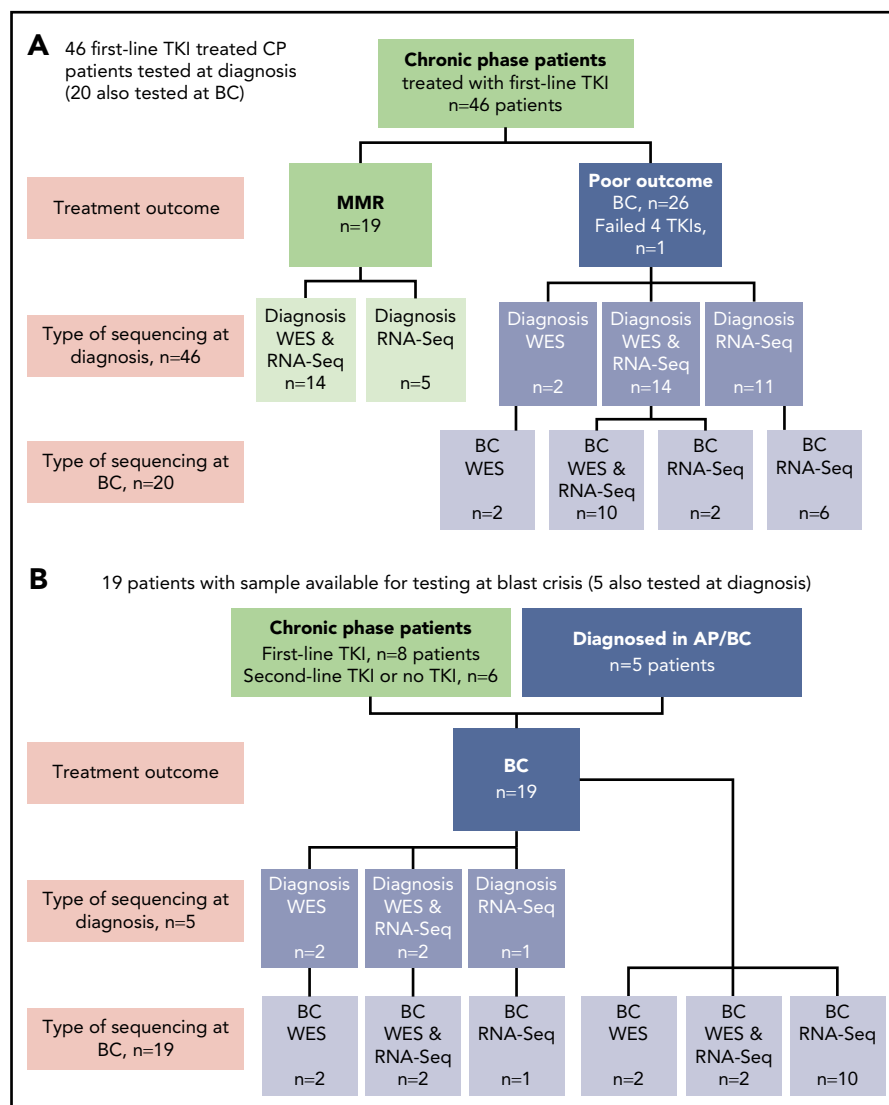 A
46 first-line TKI treated CP
patients tested at diagnosis
(20 also tested at BC)
Chronic phase patients
treated with first-line TKI
n=46 patients
Treatment outcome
MMR
n=19
Poor outcome
BC, n=26
Failed 4 TKIs,
n=1
Type of sequencing at
diagnosis, n=46
Diagnosis
WES &
RNA-Seq
n=14
Diagnosis
RNA-Seq
n=5
Diagnosis
WES
n=2
Diagnosis
WES &
RNA-Seq
n=14
Diagnosis
RNA-Seq
n=11
Type of sequencing at
BC, n=20
BC
WES
n=2
BC
WES &
RNA-Seq
n=10
BC
RNA-Seq
n=2
BC
RNA-Seq
n=6
B
19 patients with sample available for testing at blast crisis (5 also tested at diagnosis)
Chronic phase patients
First-line TKI, n=8 patients
Second-line TKI or no TKI, n=6
Diagnosed in AP/BC
n=5 patients
Treatment outcome
BC
n=19
Type of sequencing at
diagnosis, n=5
Diagnosis
WES
n=2
Diagnosis
WES &
RNA-Seq
n=2
Diagnosis
RNA-Seq
n=1
Type of sequencing at
BC, n=19
BC
WES
n=2
BC
WES &
RNA-Seq
n=2
BC
RNA-Seq
n=1
BC
WES
n=2
BC
WES &
RNA-Seq
n=2
BC
RNA-Seq
n=10